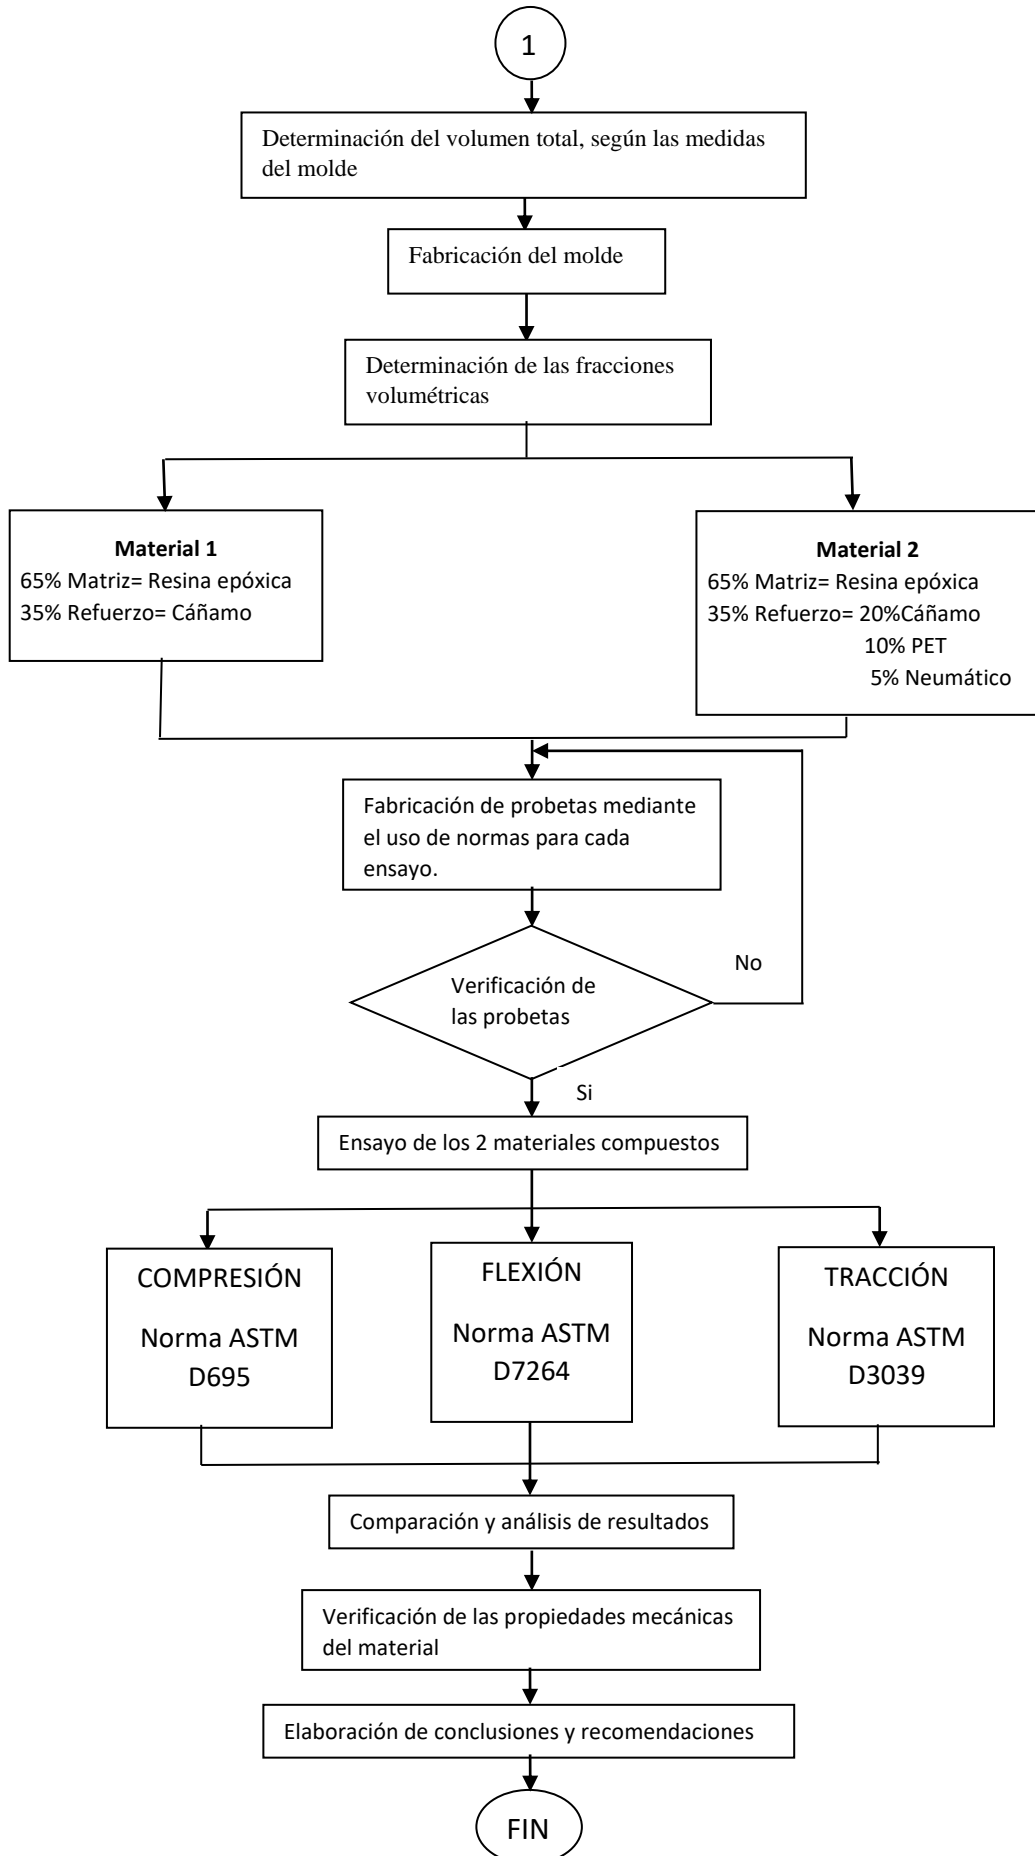 1
Determinación del volumen total, según las medidas
del molde
Fabricación del molde
Determinación de las fracciones
volumétricas
Material 1
65% Matriz= Resina epóxica
35% Refuerzo= Cáñamo
Material 2
65% Matriz= Resina epóxica
35% Refuerzo= 20%Cáñamo
10% PET
5% Neumático
Fabricación de probetas mediante
el uso de normas para cada
ensayo.
No
Verificación de
las probetas
Si
Ensayo de los 2 materiales compuestos
COMPRESIÓN
Norma ASTM
D695
FLEXIÓN
Norma ASTM
D7264
TRACCIÓN
Norma ASTM
D3039
Comparación y análisis de resultados
Verificación de las propiedades mecánicas
del material
Elaboración de conclusiones y recomendaciones
FIN